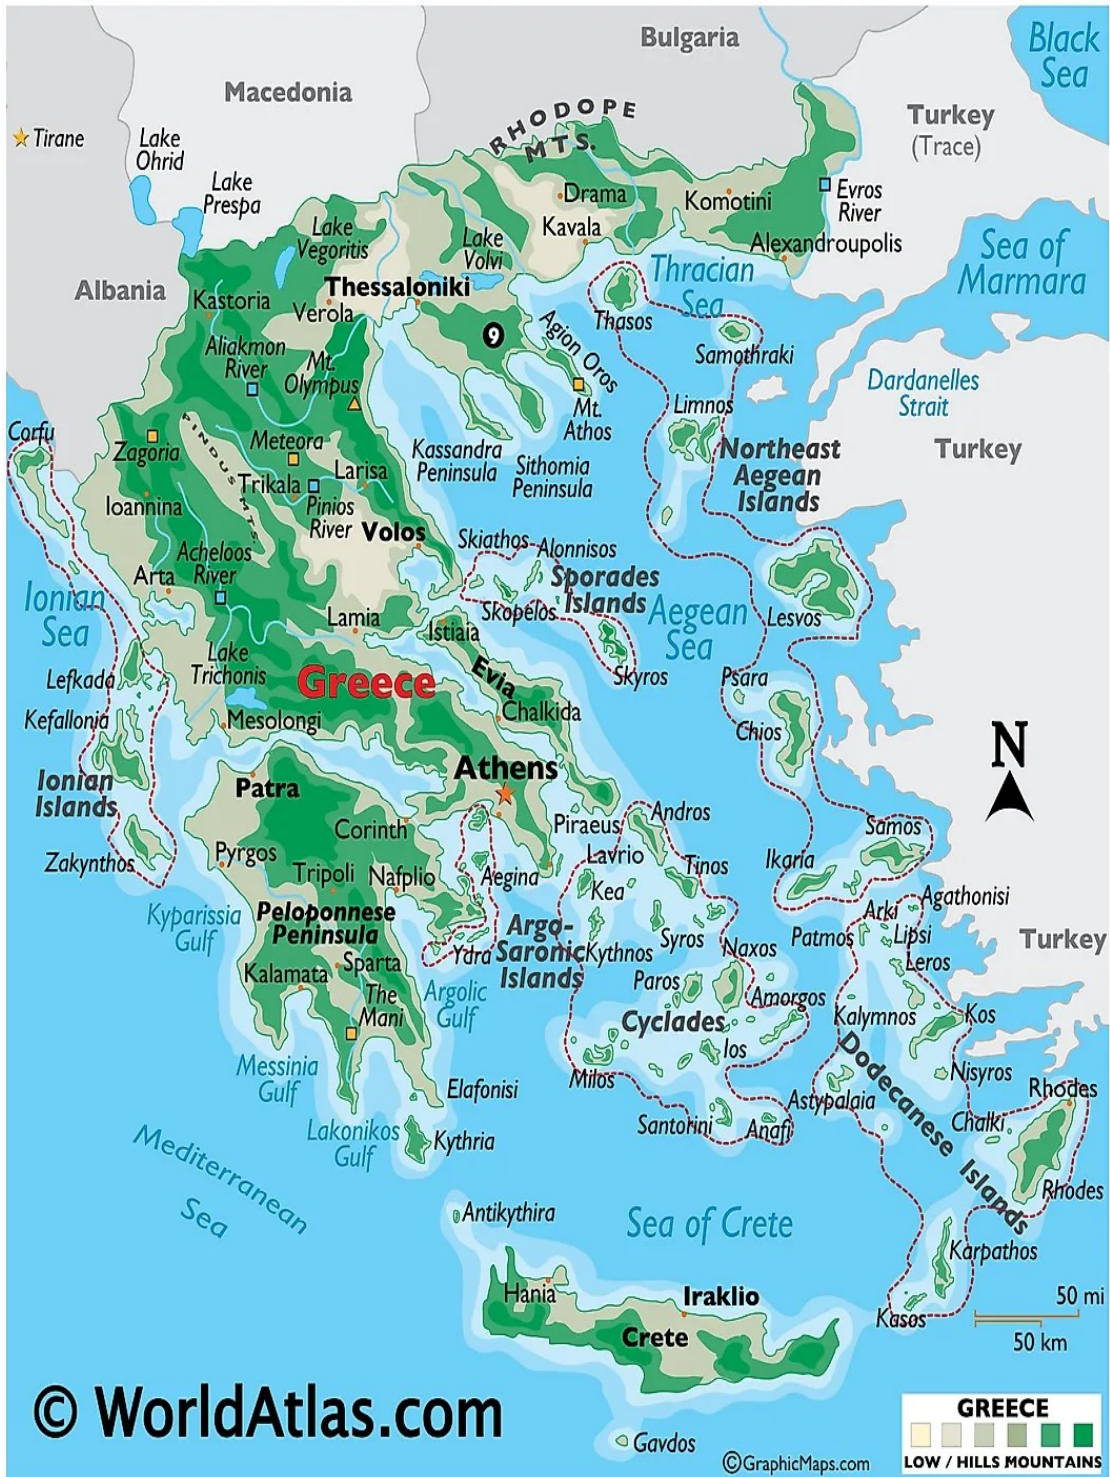 Bulgaria
Black
Sea
Macedonia
RHODOPE
MTS.
Turkey
(Trace)
Tirane
Lake
Ohrid
Lake
Prespa
Drama
Komotini
Evros
River
Lake
Vegoritis
Lake
Volvi
Kavala
Alexandroupolis
Sea of
Marmara
Albania
Kastoria
Thessaloniki
Verola
Thracian
Sea
Thasos
Samothraki
Aliakmon
River
Mt.
Olympus
9
Agion Oros
Mt.
Athos
Limnos
Dardanelles
Strait
Corfu
Zagoria
PINDUS MTS.
Meteora
Trikala
Larisa
Kassandra
Peninsula
Sithomia
Peninsula
Northeast
Aegean
Islands
Turkey
Ioannina
Pinios
River
Volos
Skiathos
Alonnisos
Acheloos
River
Arta
Sporades
Islands
Skopelos
Ionian
Sea
Lamia
Istiaia
Aegean
Sea
Lesvos
Lake
Trichonis
Lefkada
Greece
Evia
Skyros
Psara
Kefallonia
Mesolongi
Chalkida
Chios
N
Ionian
Islands
Patra
Athens
Corinth
Piraeus
Andros
Samos
Zakynthos
Pyrgos
Tripoli
Nafplio
Aegina
Lavrio
Kea
Tinos
Ikaria
Agathonisi
Kyparissia
Gulf
Peloponnese
Peninsula
Argo-
Saronic
Islands
Ydra
Kythnos
Syros
Naxos
Patmos
Arki
Lipsi
Turkey
Kalamata
Sparta
The
Mani
Argolic
Gulf
Paros
Amorgos
Leros
Cyclades
Kalymnos
Kos
Messinia
Gulf
Elafonisi
Milos
Ios
Nisyros
Astypalaia
Dodecanese Islands
Rhodes
Lakonikos
Gulf
Kythria
Santorini
Anafi
Chalki
Rhodes
Mediterranean
Sea
Antikythira
Sea of Crete
Karpathos
Hania
Iraklio
Crete
Kasos
50 mi
50 km
© WorldAtlas.com
Gavdos
©GraphicMaps.com
GREECE
LOW / HILLS MOUNTAINS